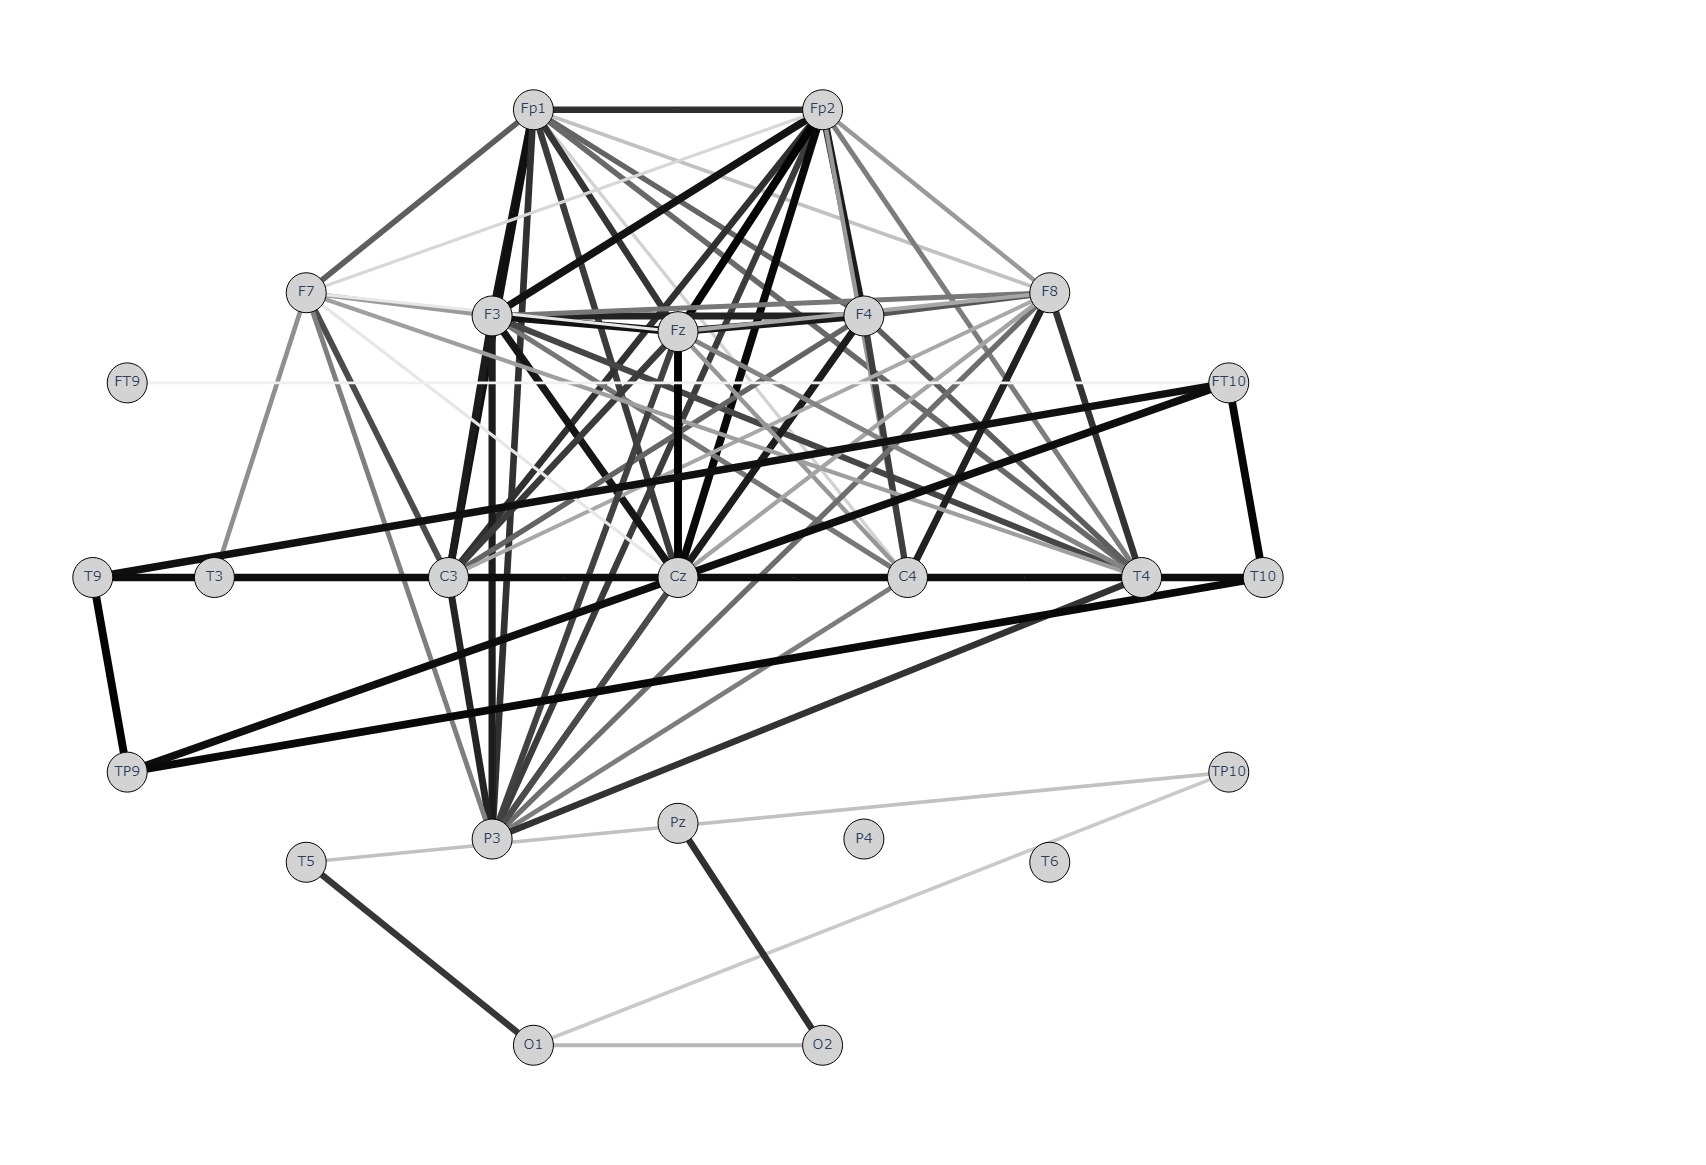 Fp1 Fp2
F7 F3 Fz F4 F8
FT9 FT10
T9 T3 C3 Cz C4 T4 T10
TP9 TP10
T5 P3 Pz P4 T6
O1 O2